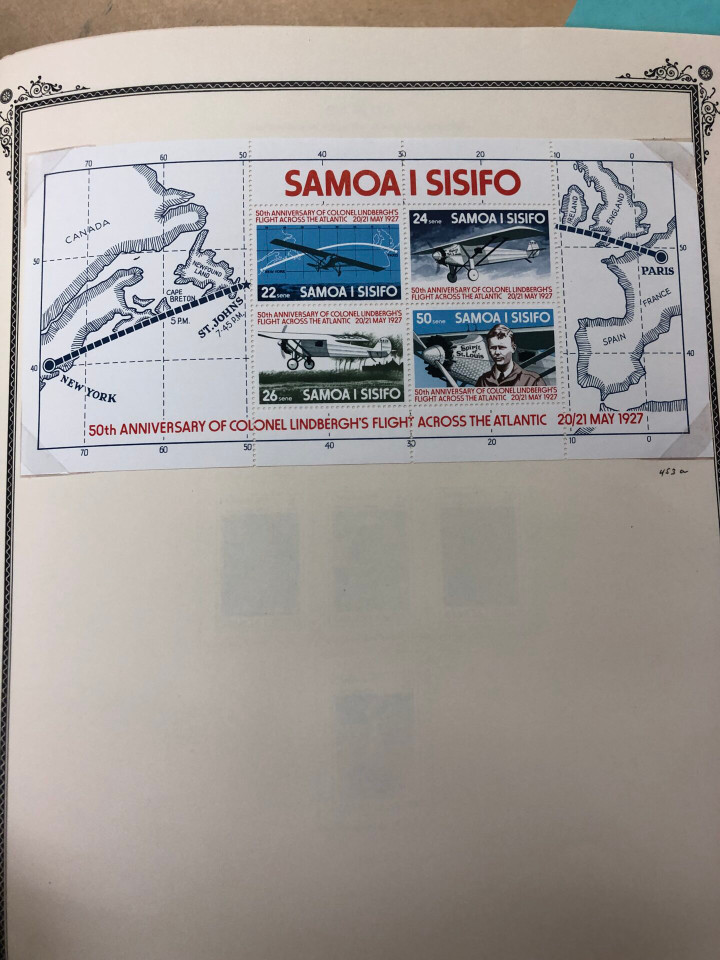 70 60 50 40 30 20 10 0
SAMOA I SISIFO
CANADA
NEWFOUND
LAND
CAPE
BRETON
5 P.M.
ST. JOHN'S
7:45 P.M.
NEW YORK
50
40
50th ANNIVERSARY OF COLONEL LINDBERGH'S
FLIGHT ACROSS THE ATLANTIC 20/21 MAY 1927
NEW YORK
22 sene SAMOA I SISIFO
24 sene SAMOA I SISIFO
50th ANNIVERSARY OF COLONEL LINDBERGH'S
FLIGHT ACROSS THE ATLANTIC 20/21 MAY 1927
50th ANNIVERSARY OF COLONEL LINDBERGH'S
FLIGHT ACROSS THE ATLANTIC 20/21 MAY 1927
26 sene SAMOA I SISIFO
50 sene SAMOA I SISIFO
Spirit
of
St. Louis
50th ANNIVERSARY OF COLONEL LINDBERGH'S
FLIGHT ACROSS THE ATLANTIC 20/21 MAY 1927
IRELAND
ENGLAND
PARIS
FRANCE
SPAIN
50
40
50th ANNIVERSARY OF COLONEL LINDBERGH'S FLIGHT ACROSS THE ATLANTIC 20/21 MAY 1927
70 60 50 40 30 20 10 0
453 a